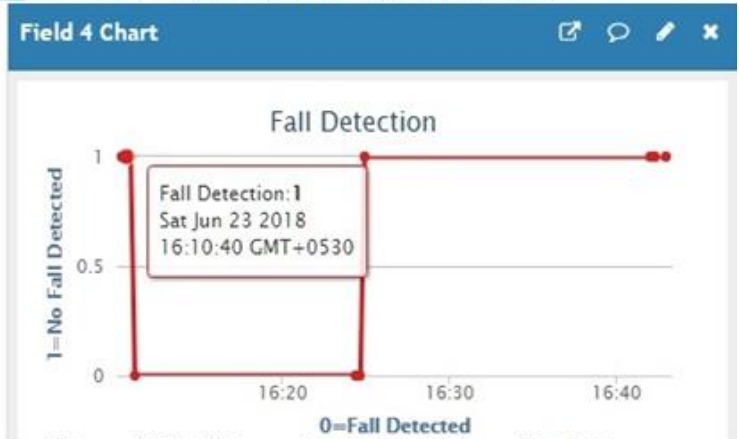 Field 4 Chart
Fall Detection
1=No Fall Detected
1
0.5
0
Fall Detection:1
Sat Jun 23 2018
16:10:40 GMT+0530
16:20
16:30
16:40
0=Fall Detected